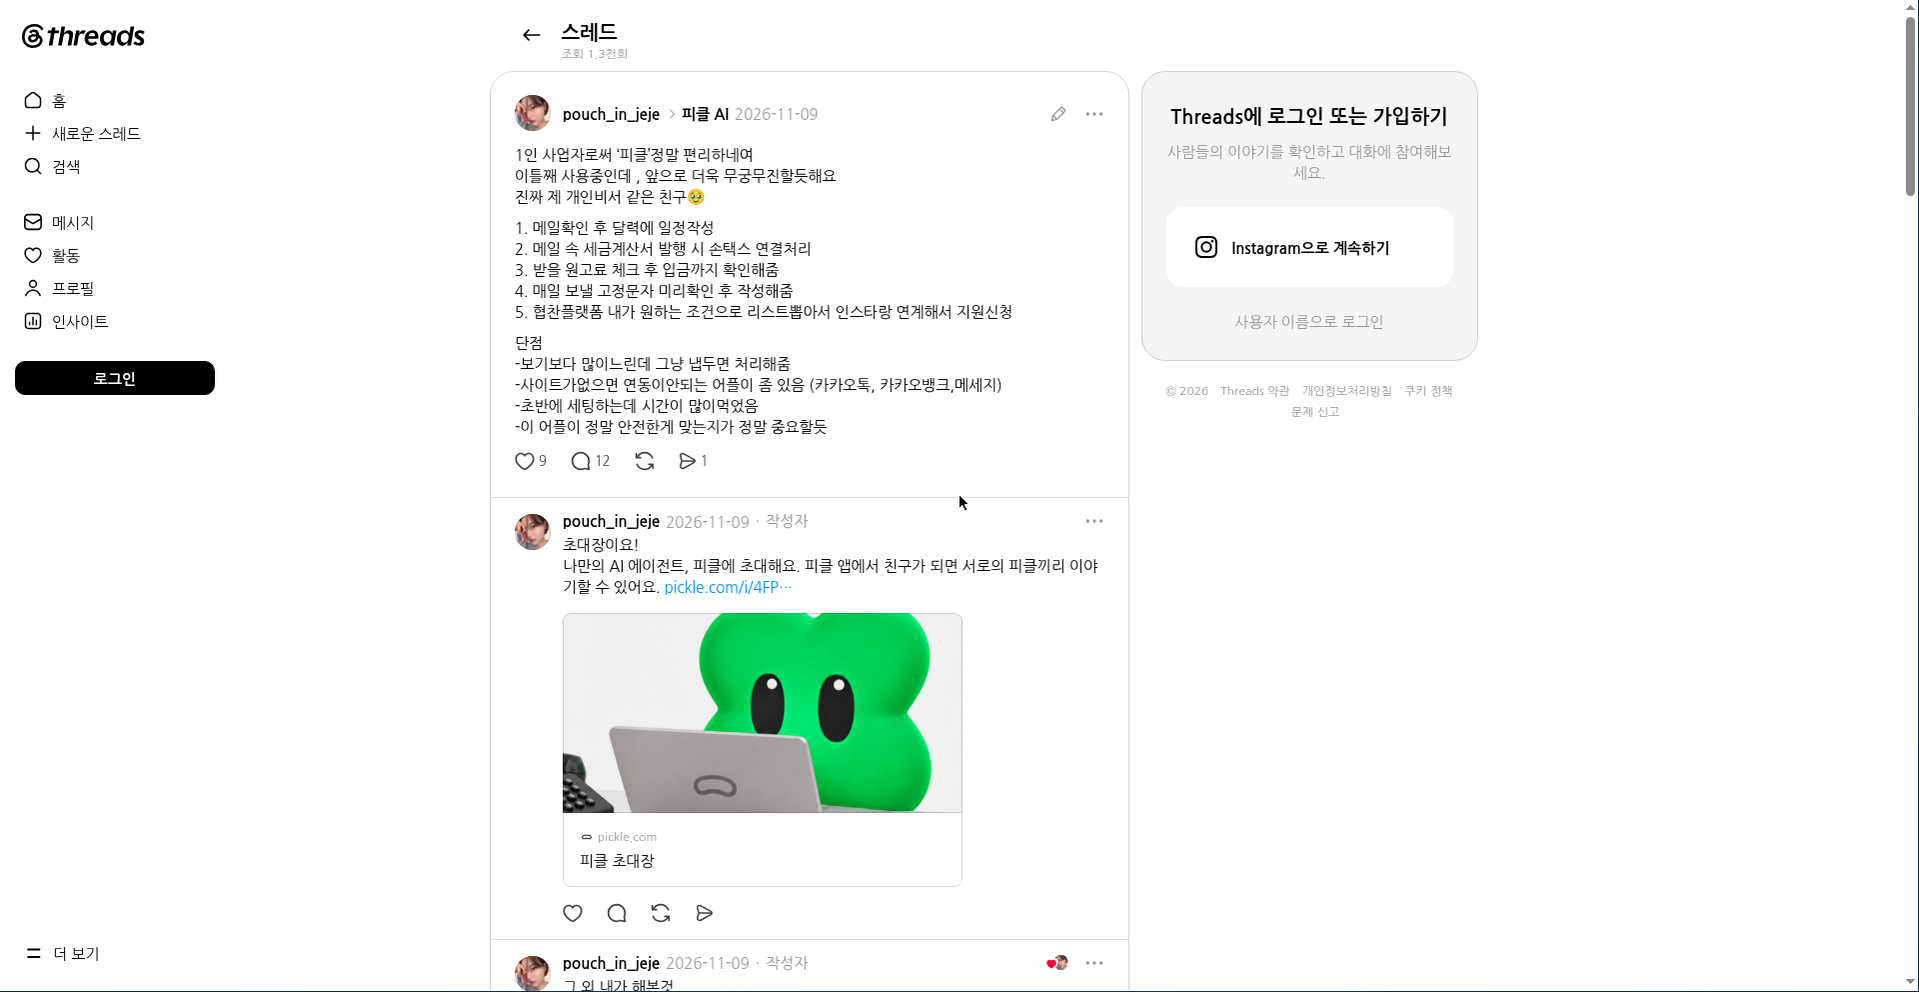 threads
홈
새로운 스레드
검색
메시지
활동
프로필
인사이트
로그인
더 보기
스레드
조회 1.3천회
pouch_in_jeje > 피클 AI 2026-11-09
1인 사업자로써 ‘피클’정말 편리하네여
이틀째 사용중인데 , 앞으로 더욱 무궁무진할듯해요
진짜 제 개인비서 같은 친구🥹
1. 메일확인 후 달력에 일정작성
2. 메일 속 세금계산서 발행 시 손택스 연결처리
3. 받을 원고료 체크 후 입금까지 확인해줌
4. 매일 보낼 고정문자 미리확인 후 작성해줌
5. 협찬플랫폼 내가 원하는 조건으로 리스트뽑아서 인스타랑 연계해서 지원신청
단점
-보기보다 많이느린데 그냥 냅두면 처리해줌
-사이트가없으면 연동이안되는 어플이 좀 있음 (카카오톡, 카카오뱅크,메세지)
-초반에 세팅하는데 시간이 많이먹었음
-이 어플이 정말 안전한게 맞는지가 정말 중요할듯
9 12 1
pouch_in_jeje 2026-11-09 · 작성자
초대장이요!
나만의 AI 에이전트, 피클에 초대해요. 피클 앱에서 친구가 되면 서로의 피클끼리 이야
기할 수 있어요. pickle.com/i/4FP…
pickle.com
피클 초대장
pouch_in_jeje 2026-11-09 · 작성자
그 외 내가 해본것
Threads에 로그인 또는 가입하기
사람들의 이야기를 확인하고 대화에 참여해보
세요.
Instagram으로 계속하기
사용자 이름으로 로그인
© 2026 Threads 약관 개인정보처리방침 쿠키 정책
문제 신고